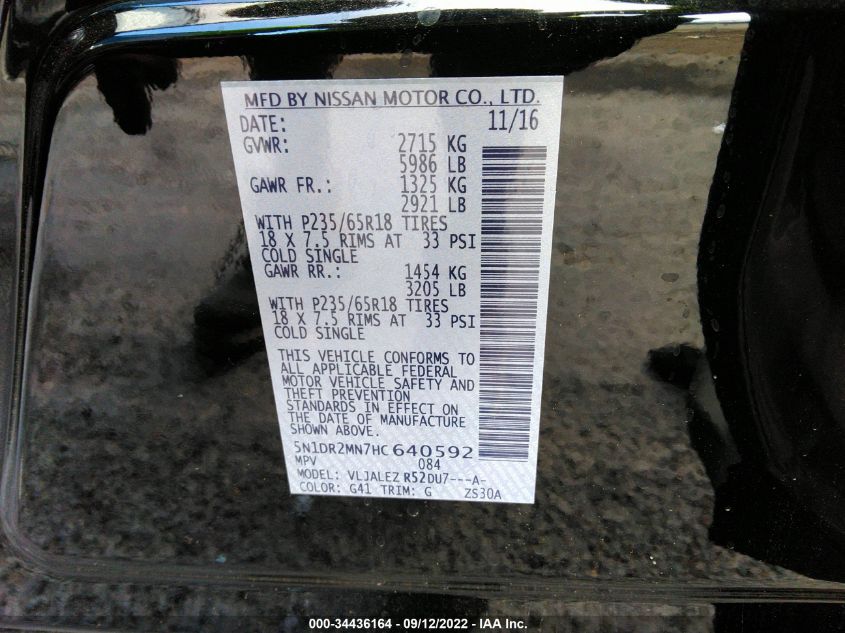 MFD BY NISSAN MOTOR CO., LTD.
DATE: 11/16
GVWR: 2715 KG
5986 LB
GAWR FR.: 1325 KG
2921 LB
WITH P235/65R18 TIRES
18 X 7.5 RIMS AT 33 PSI
COLD SINGLE
GAWR RR.: 1454 KG
3205 LB
WITH P235/65R18 TIRES
18 X 7.5 RIMS AT 33 PSI
COLD SINGLE
THIS VEHICLE CONFORMS TO
ALL APPLICABLE FEDERAL
MOTOR VEHICLE SAFETY AND
THEFT PREVENTION
STANDARDS IN EFFECT ON
THE DATE OF MANUFACTURE
SHOWN ABOVE.
5N1DR2MN7HC640592
MPV 084
MODEL: VLJALEZ R52DU7---A-
COLOR: G41 TRIM: G ZS30A
000-34436164 - 09/12/2022 - IAA Inc.